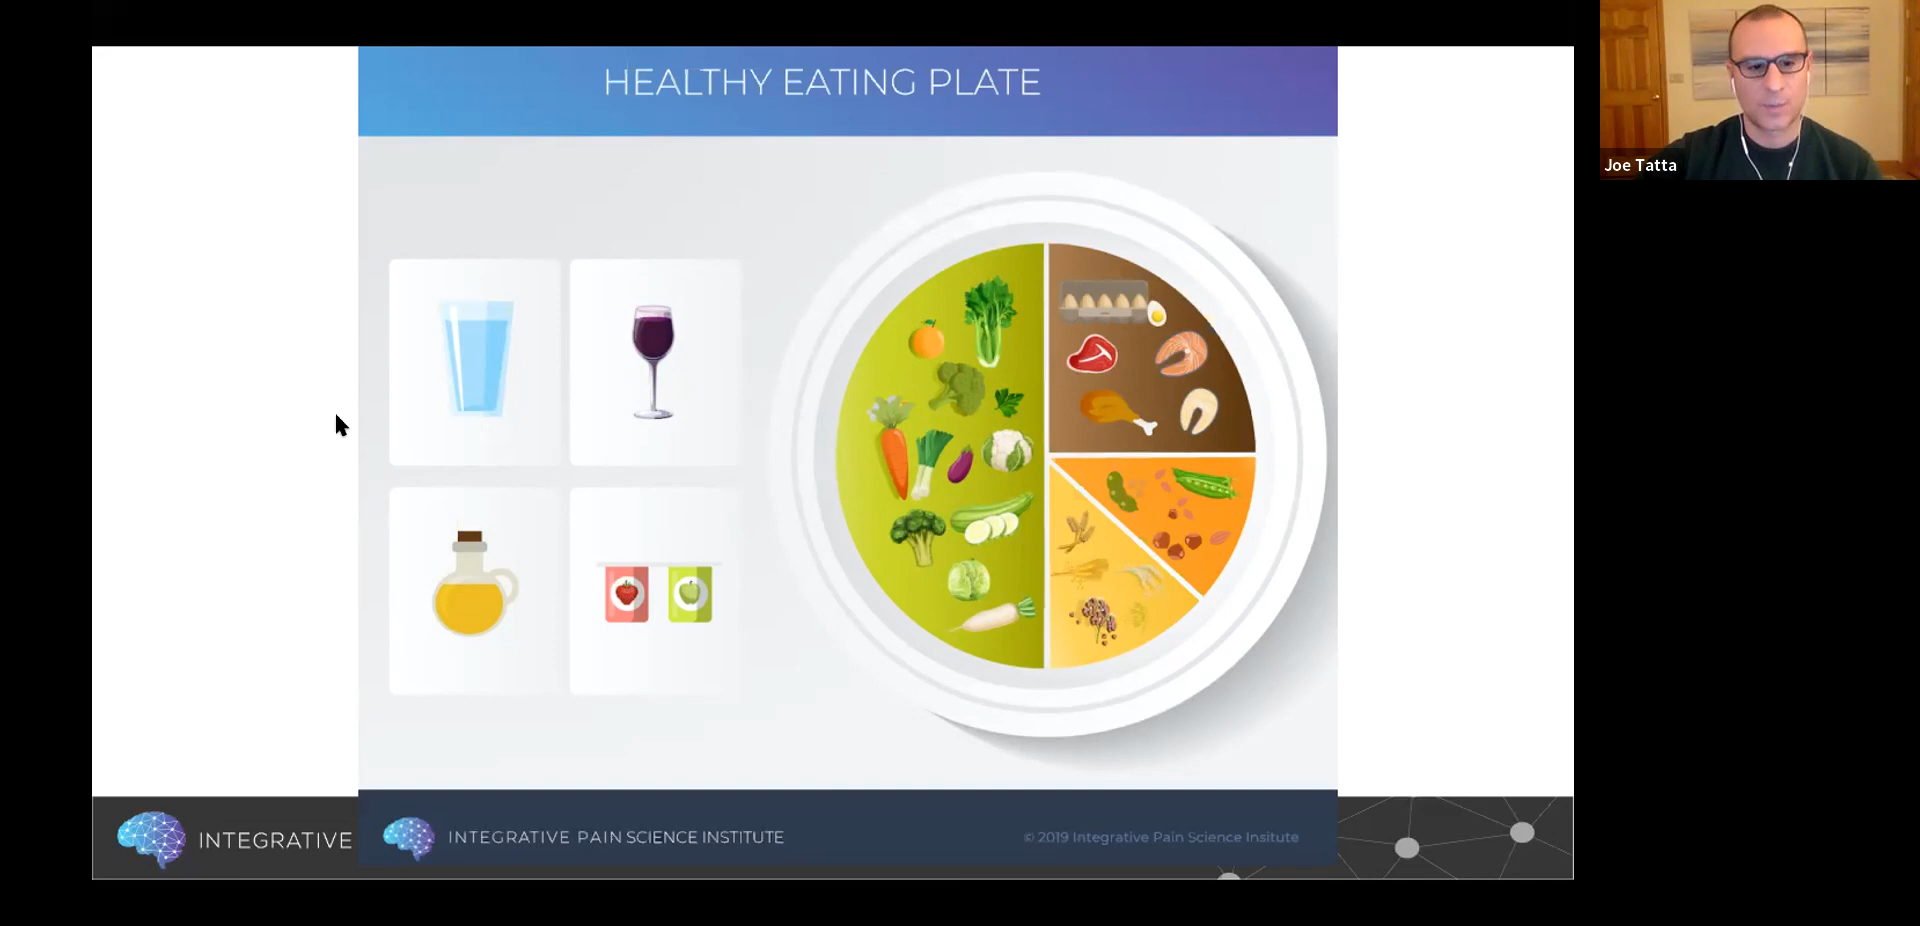 HEALTHY EATING PLATE
Joe Tatta
INTEGRATIVE
INTEGRATIVE PAIN SCIENCE INSTITUTE
© 2019 Integrative Pain Science Insitute